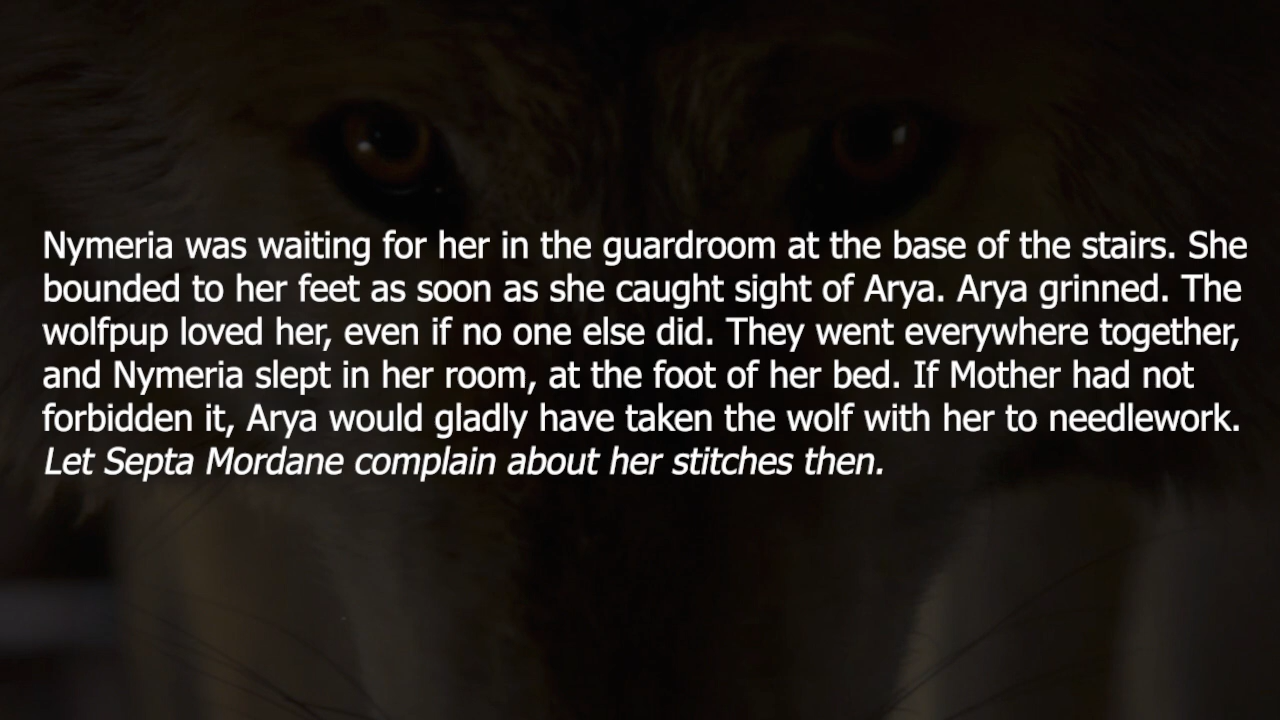 Nymeria was waiting for her in the guardroom at the base of the stairs. She
bounded to her feet as soon as she caught sight of Arya. Arya grinned. The
wolfpup loved her, even if no one else did. They went everywhere together,
and Nymeria slept in her room, at the foot of her bed. If Mother had not
forbidden it, Arya would gladly have taken the wolf with her to needlework.
Let Septa Mordane complain about her stitches then.